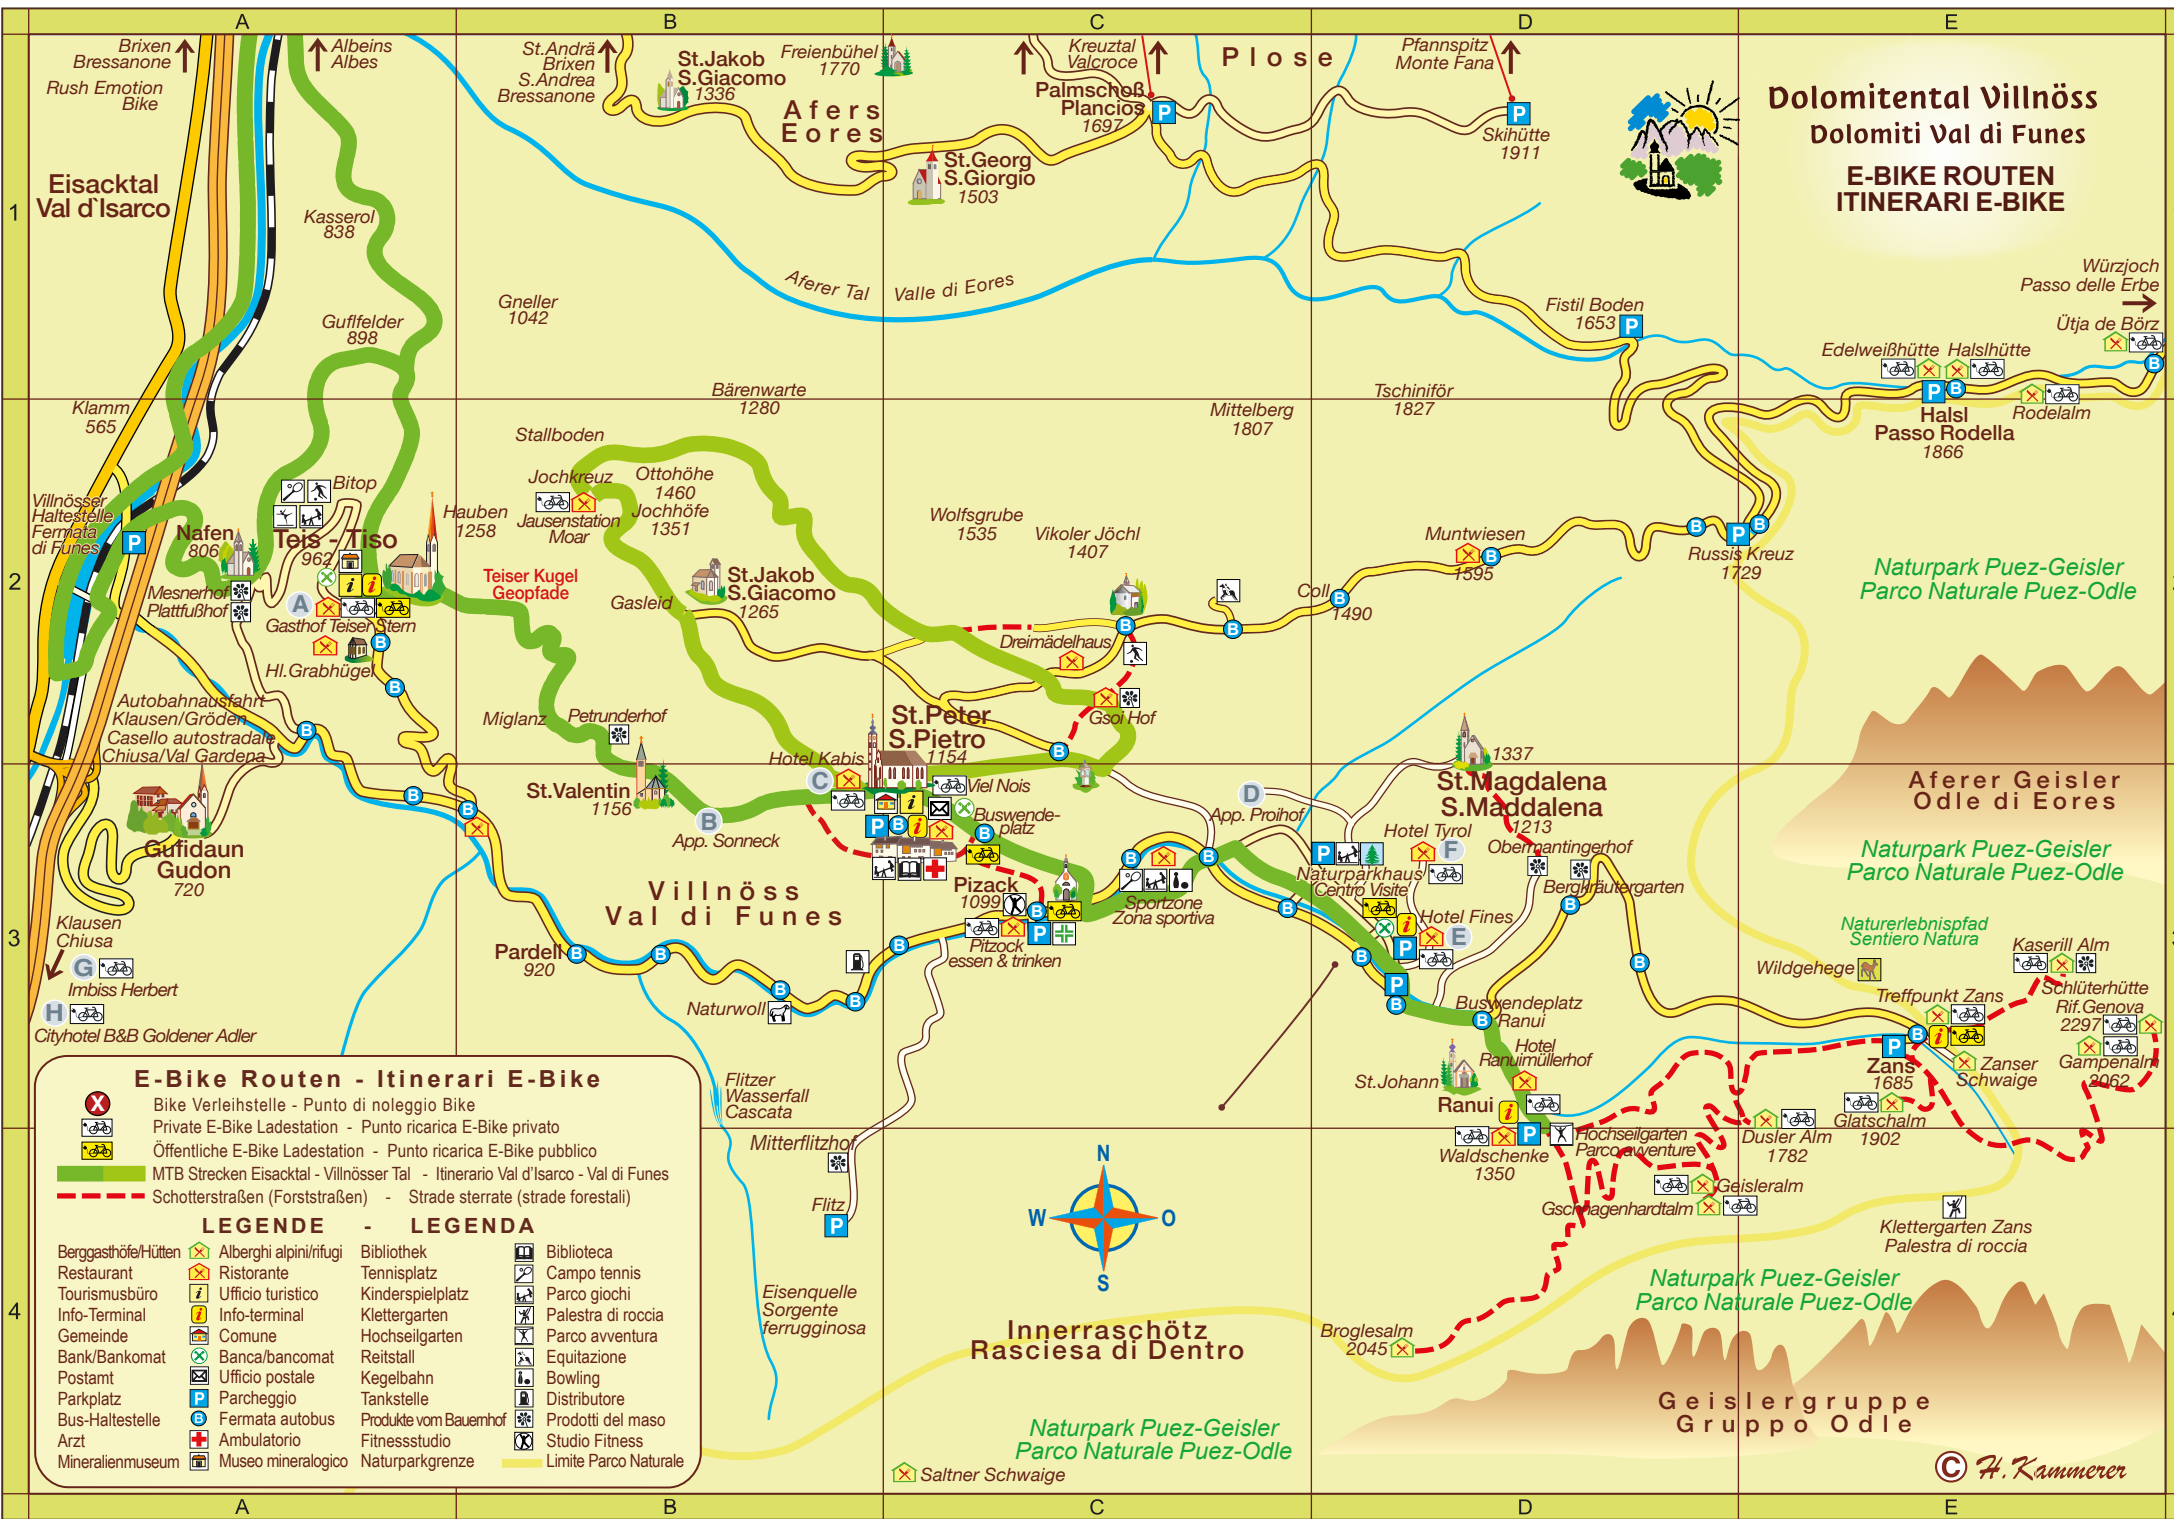 A
B
C
D
E
Brixen
Bressanone
Albeins
Albes
Rush Emotion
Bike
St.Andrä
Brixen
S.Andrea
Bressanone
St.Jakob
S.Giacomo
1336
Freienbühel
1770
Afers
Eores
Kreuztal
Valcroce
Palmschoß
Plancios
1697
P
Plose
Pfannspitz
Monte Fana
P
Skihütte
1911
Dolomitental Villnöss
Dolomiti Val di Funes
E-BIKE ROUTEN
ITINERARI E-BIKE
Eisacktal
Val d`Isarco
1
Kasserol
838
St.Georg
S.Giorgio
1503
Aferer Tal
Valle di Eores
Gneller
1042
Guflfelder
898
Fistil Boden
1653
P
Würzjoch
Passo delle Erbe
Ütja de Börz
B
Edelweißhütte
Halslhütte
P
B
Rodelalm
Halsl
Passo Rodella
1866
Klamm
565
Bärenwarte
1280
Mittelberg
1807
Tschiniför
1827
Stallboden
Jochkreuz
Jausenstation
Moar
Ottohöhe
1460
Jochhöfe
1351
Bitop
Villnösser
Haltestelle
Fermata
di Funes
P
Nafen
806
Teis - Tiso
962
Hauben
1258
Wolfsgrube
1535
Vikoler Jöchl
1407
Muntwiesen
B
1595
B
P
B
Russis Kreuz
1729
2
Teiser Kugel
Geopfade
Mesnerhof
Plattfußhof
A
i
i
Gasthof Teiser Stern
B
Hl.Grabhügel
B
St.Jakob
S.Giacomo
1265
Gasleid
Coll
B
1490
B
B
Dreimädelhaus
Gsoi Hof
Naturpark Puez-Geisler
Parco Naturale Puez-Odle
Autobahnausfahrt
Klausen/Gröden
Casello autostradale
Chiusa/Val Gardena
B
Miglanz
Petrunderhof
St.Peter
S.Pietro
1154
B
Hotel Kabis
C
1337
St.Magdalena
S.Maddalena
1213
Aferer Geisler
Odle di Eores
St.Valentin
1156
B
App. Sonneck
Viel Nois
i
P
B
i
Buswende-
platz
B
D
App. Proihof
B
B
Gufidaun
Gudon
720
Villnöss
Val di Funes
Pizack
1099
B
P
Pitzock
essen & trinken
B
B
Sportzone
Zona sportiva
P
Naturparkhaus
Centro Visite
Hotel Tyrol
F
Obermantingerhof
Bergkräutergarten
B
B
Hotel Fines
E
i
P
B
P
B
Naturpark Puez-Geisler
Parco Naturale Puez-Odle
Naturerlebnispfad
Sentiero Natura
Kaserill Alm
Wildgehege
3
Klausen
Chiusa
G
Imbiss Herbert
H
Cityhotel B&B Goldener Adler
Pardell
920
B
B
B
B
B
Naturwoll
Buswendeplatz
Ranui
B
B
Treffpunkt Zans
B
i
P
Zans
1685
Schlüterhütte
Rif.Genova
2297
Gampenalm
2062
Zanser
Schwaige
Glatschalm
1902
Hotel
Ranuimüllerhof
St.Johann
Ranui
i
P
Waldschenke
1350
Hochseilgarten
Parco avventure
Dusler Alm
1782
Geisleralm
Gschnagenhardtalm
Klettergarten Zans
Palestra di roccia
Flitzer
Wasserfall
Cascata
Mitterflitzhof
Flitz
P
Eisenquelle
Sorgente
ferrugginosa
N
W
O
S
4
Innerraschötz
Rasciesa di Dentro
Broglesalm
2045
Naturpark Puez-Geisler
Parco Naturale Puez-Odle
Geislergruppe
Gruppo Odle
Naturpark Puez-Geisler
Parco Naturale Puez-Odle
Saltner Schwaige
© H.Kammerer
E-Bike Routen - Itinerari E-Bike
X Bike Verleihstelle - Punto di noleggio Bike
Private E-Bike Ladestation - Punto ricarica E-Bike privato
Öffentliche E-Bike Ladestation - Punto ricarica E-Bike pubblico
MTB Strecken Eisacktal - Villnösser Tal - Itinerario Val d'Isarco - Val di Funes
Schotterstraßen (Forststraßen) - Strade sterrate (strade forestali)
LEGENDE - LEGENDA
Berggasthöfe/Hütten Alberghi alpini/rifugi Bibliothek Biblioteca
Restaurant Ristorante Tennisplatz Campo tennis
Tourismusbüro i Ufficio turistico Kinderspielplatz Parco giochi
Info-Terminal i Info-terminal Klettergarten Palestra di roccia
Gemeinde Comune Hochseilgarten Parco avventura
Bank/Bankomat Banca/bancomat Reitstall Equitazione
Postamt Ufficio postale Kegelbahn Bowling
Parkplatz P Parcheggio Tankstelle Distributore
Bus-Haltestelle B Fermata autobus Produkte vom Bauernhof Prodotti del maso
Arzt Ambulatorio Fitnessstudio Studio Fitness
Mineralienmuseum Museo mineralogico Naturparkgrenze Limite Parco Naturale
A
B
C
D
E